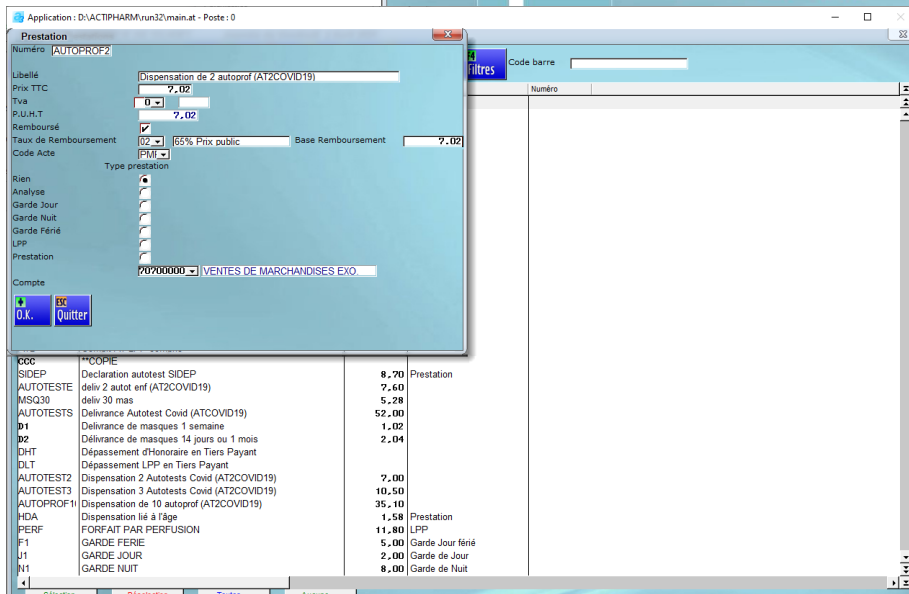 Application : D:\ACTIPHARM\run32\main.at - Poste : 0
Prestation
Numéro AUTOPROF2
F4 Filtres Code barre
Libellé Dispensation de 2 autoprof (AT2COVID19)
Prix TTC 7,02
Numéro
Tva 0
P.U.H.T 7,02
Remboursé
Taux de Remboursement 02 65% Prix public Base Remboursement 7.02
Code Acte
Type prestation
Rien
Analyse
Garde Jour
Garde Nuit
Garde Férié
LPP
Prestation
70700000 VENTES DE MARCHANDISES EXO.
Compte
O.K. ESC Quitter
CCC **COPIE
SIDEP Declaration autotest SIDEP 8,70 Prestation
AUTOTESTE deliv 2 autot enf (AT2COVID19) 7,60
MSQ30 deliv 30 mas 5,28
AUTOTESTS Delivrance Autotest Covid (ATCOVID19) 52,00
D1 Delivrance de masques 1 semaine 1,02
D2 Délivrance de masques 14 jours ou 1 mois 2,04
DHT Dépassement d'Honoraire en Tiers Payant
DLT Dépassement LPP en Tiers Payant
AUTOTEST2 Dispensation 2 Autotests Covid (AT2COVID19) 7,00
AUTOTEST3 Dispensation 3 Autotests Covid (AT2COVID19) 10,50
AUTOPROF1 Dispensation de 10 autoprof (AT2COVID19) 35,10
HDA Dispensation lié à l'âge 1,58 Prestation
PERF FORFAIT PAR PERFUSION 11,80 LPP
F1 GARDE FERIE 5,00 Garde Jour férié
J1 GARDE JOUR 2,00 Garde de Jour
N1 GARDE NUIT 8,00 Garde de Nuit